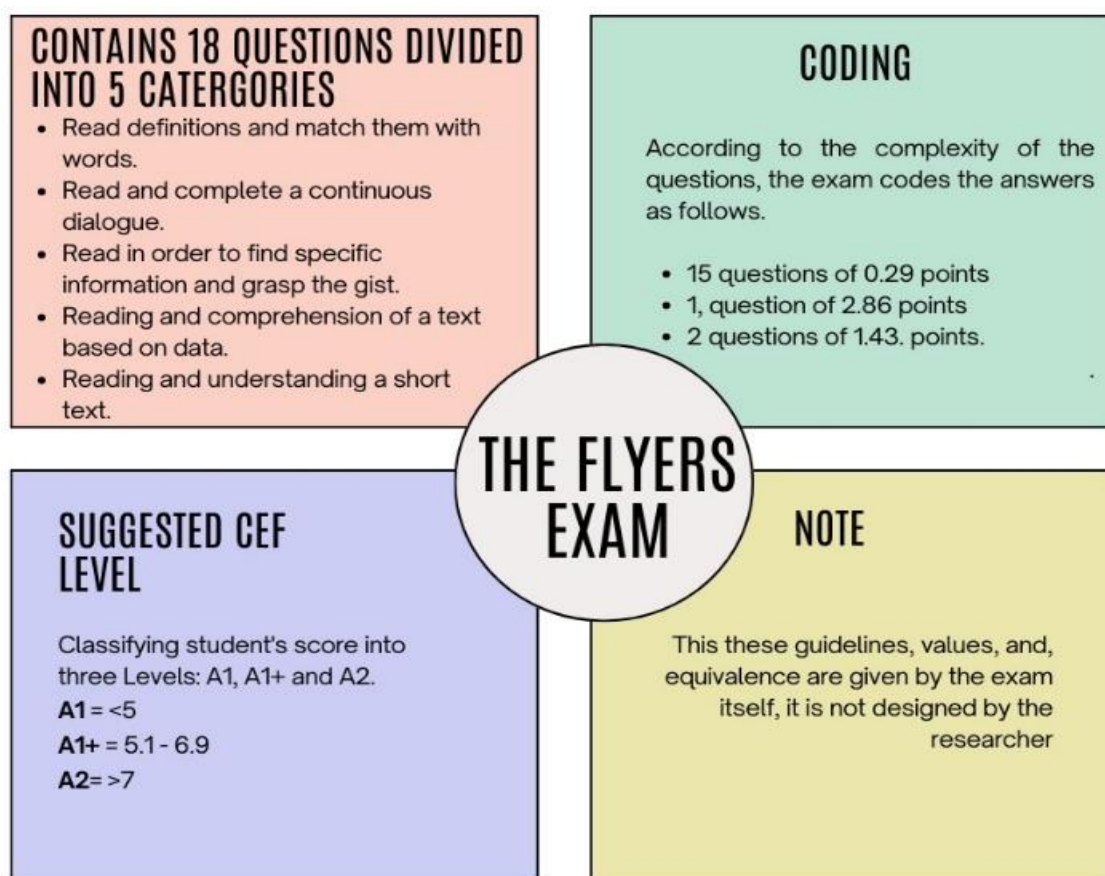 CONTAINS 18 QUESTIONS DIVIDED
INTO 5 CATERGORIES
• Read definitions and match them with
words.
• Read and complete a continuous
dialogue.
• Read in order to find specific
information and grasp the gist.
• Reading and comprehension of a text
based on data.
• Reading and understanding a short
text.
CODING
According to the complexity of the
questions, the exam codes the answers
as follows.
• 15 questions of 0.29 points
• 1, question of 2.86 points
• 2 questions of 1.43. points.
.
THE FLYERS
EXAM
SUGGESTED CEF
LEVEL
Classifying student's score into
three Levels: A1, A1+ and A2.
A1 = <5
A1+ = 5.1 - 6.9
A2= >7
NOTE
This these guidelines, values, and,
equivalence are given by the exam
itself, it is not designed by the
researcher